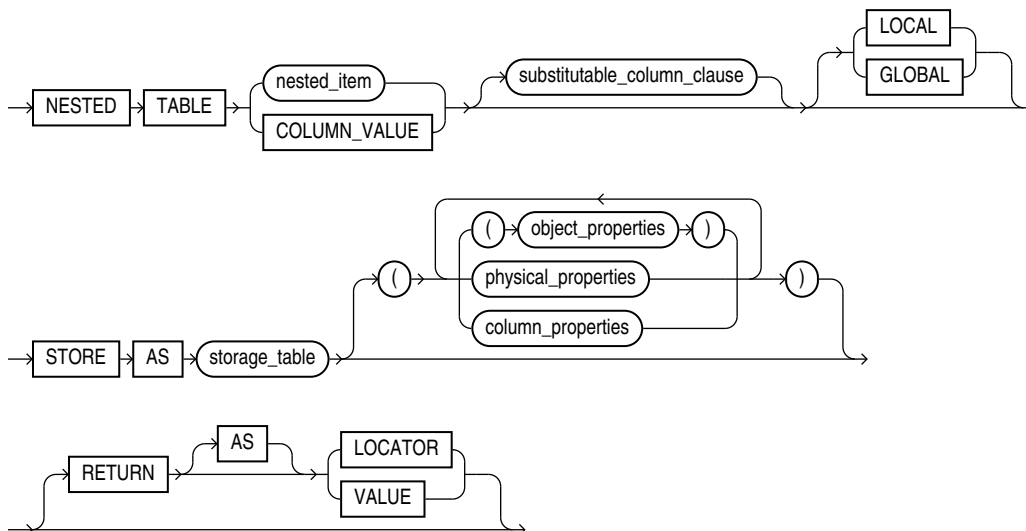 LOCAL
nested_item substitutable_column_clause GLOBAL
NESTED TABLE COLUMN_VALUE
( object_properties )
( physical_properties )
column_properties
STORE AS storage_table
AS LOCATOR
RETURN VALUE